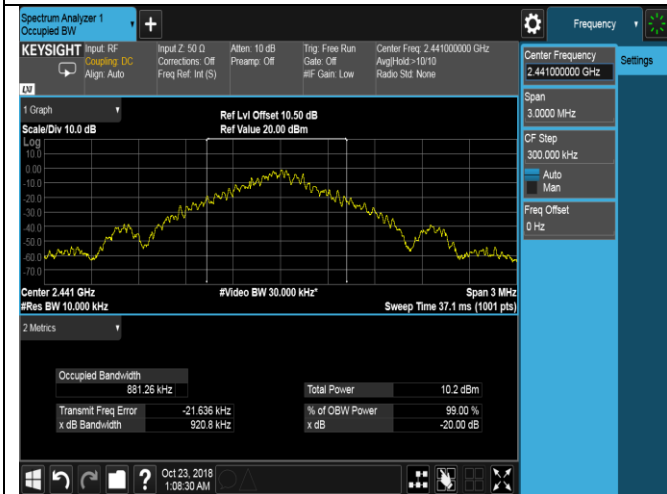 Spectrum Analyzer 1
Occupied BW
Frequency
KEYSIGHT
Input: RF
Coupling: DC
Align: Auto
Input Z: 50 Ω
Corrections: Off
Freq Ref: Int (S)
Atten: 10 dB
Preamp: Off
Trig: Free Run
Gate: Off
#IF Gain: Low
Center Freq: 2.441000000 GHz
Avg|Hold:>10/10
Radio Std: None
Center Frequency
2.441000000 GHz
Settings
Span
3.0000 MHz
CF Step
300.000 kHz
Auto
Man
Freq Offset
0 Hz
1 Graph
Scale/Div 10.0 dB
Ref Lvl Offset 10.50 dB
Ref Value 20.00 dBm
Log
10.0
0.00
-10.0
-20.0
-30.0
-40.0
-50.0
-60.0
-70.0
Center 2.441 GHz
#Video BW 30.000 kHz*
Span 3 MHz
#Res BW 10.000 kHz
Sweep Time 37.1 ms (1001 pts)
2 Metrics
Occupied Bandwidth
881.26 kHz
Total Power 10.2 dBm
Transmit Freq Error -21.636 kHz
% of OBW Power 99.00 %
x dB Bandwidth 920.8 kHz
x dB -20.00 dB
Oct 23, 2018
1:08:30 AM